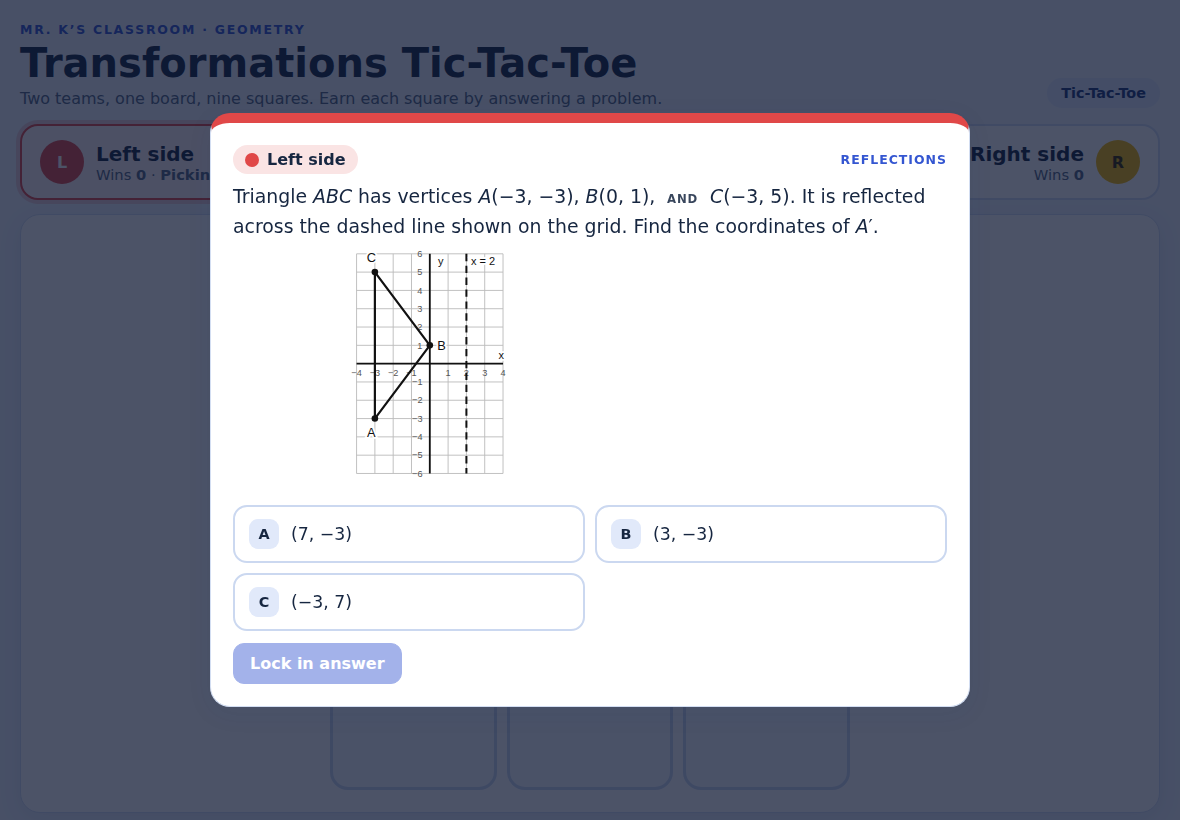 MR. K’S CLASSROOM · GEOMETRY
Transformations Tic-Tac-Toe
Two teams, one board, nine squares. Earn each square by answering a problem.
Tic-Tac-Toe
L
Left side
Wins 0 · Pickin
Right side
Wins 0
R
Left side
REFLECTIONS
Triangle ABC has vertices A(−3, −3), B(0, 1), AND C(−3, 5). It is reflected
across the dashed line shown on the grid. Find the coordinates of A′.
C
6
y
x = 2
5
4
3
2
1
B
x
−4 −3 −2 −1 1 2 3 4
−1
−2
−3
A
−4
−5
−6
A
(7, −3)
B
(3, −3)
C
(−3, 7)
Lock in answer